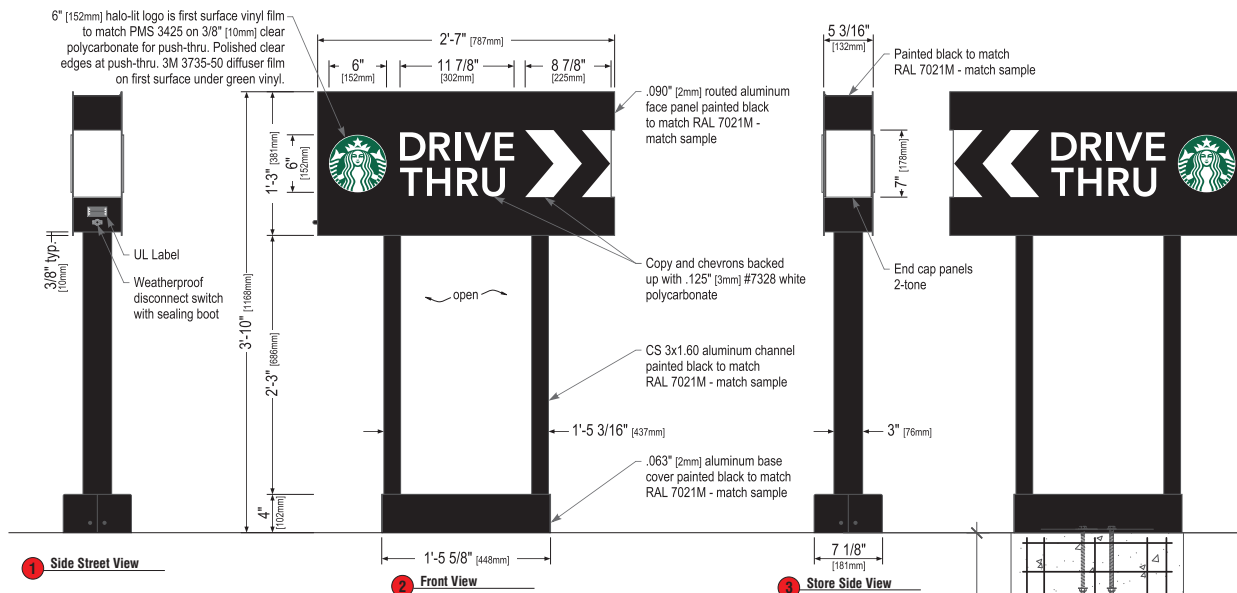 6" [152mm] halo-lit logo is first surface vinyl film
to match PMS 3425 on 3/8" [10mm] clear
polycarbonate for push-thru. Polished clear
edges at push-thru. 3M 3735-50 diffuser film
on first surface under green vinyl.
2'-7" [787mm]
6" [152mm]
11 7/8" [302mm]
8 7/8" [225mm]
5 3/16" [132mm]
Painted black to match
RAL 7021M - match sample
.090" [2mm] routed aluminum
face panel painted black
to match RAL 7021M -
match sample
1'-3" [381mm]
6" [152mm]
DRIVE
THRU
7" [178mm]
DRIVE
THRU
UL Label
Weatherproof
disconnect switch
with sealing boot
3/8" typ. [10mm]
3'-10" [1168mm]
2'-3" [686mm]
open
Copy and chevrons backed
up with .125" [3mm] #7328 white
polycarbonate
End cap panels
2-tone
CS 3x1.60 aluminum channel
painted black to match
RAL 7021M - match sample
1'-5 3/16" [437mm]
3" [76mm]
.063" [2mm] aluminum base
cover painted black to match
RAL 7021M - match sample
4" [102mm]
1'-5 5/8" [448mm]
7 1/8" [181mm]
1 Side Street View
2 Front View
3 Store Side View